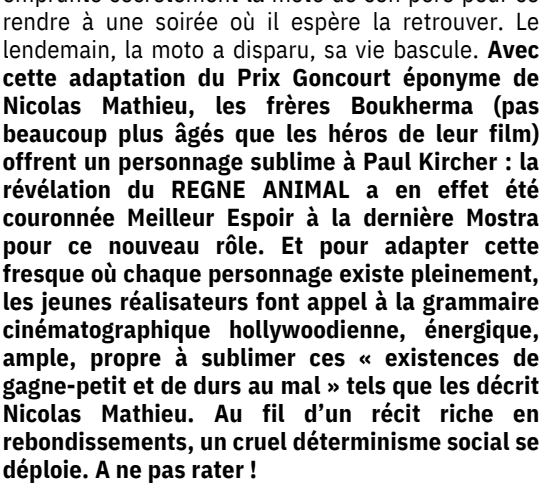 emprunte secrètement la moto de son père pour se
rendre à une soirée où il espère la retrouver. Le
lendemain, la moto a disparu, sa vie bascule. Avec
cette adaptation du Prix Goncourt éponyme de
Nicolas Mathieu, les frères Boukherma (pas
beaucoup plus âgés que les héros de leur film)
offrent un personnage sublime à Paul Kircher : la
révélation du REGNE ANIMAL a en effet été
couronnée Meilleur Espoir à la dernière Mostra
pour ce nouveau rôle. Et pour adapter cette
fresque où chaque personnage existe pleinement,
les jeunes réalisateurs font appel à la grammaire
cinématographique hollywoodienne, énergique,
ample, propre à sublimer ces « existences de
gagne-petit et de durs au mal » tels que les décrit
Nicolas Mathieu. Au fil d’un récit riche en
rebondissements, un cruel déterminisme social se
déploie. A ne pas rater !